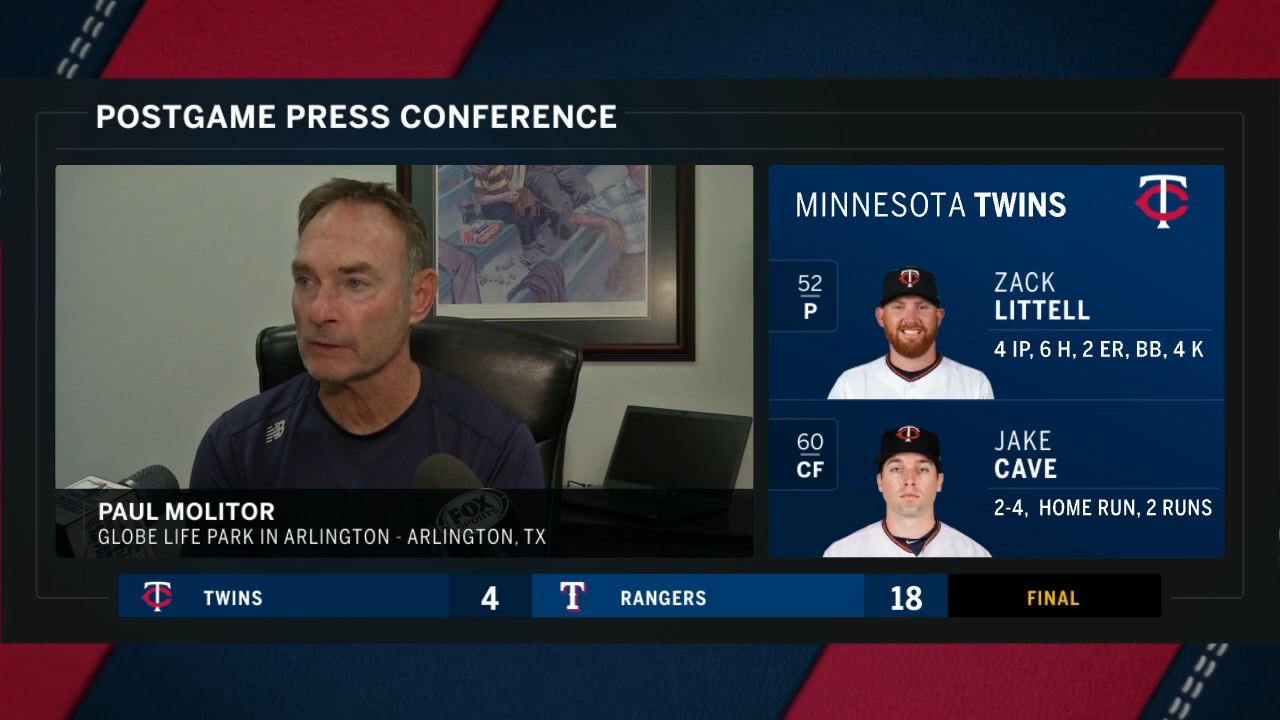 POSTGAME PRESS CONFERENCE
MINNESOTA TWINS
52
P
ZACK
LITTELL
4 IP, 6 H, 2 ER, BB, 4 K
60
CF
JAKE
CAVE
2-4, HOME RUN, 2 RUNS
FOX
SPORTS
PAUL MOLITOR
GLOBE LIFE PARK IN ARLINGTON - ARLINGTON, TX
TWINS 4 RANGERS 18 FINAL